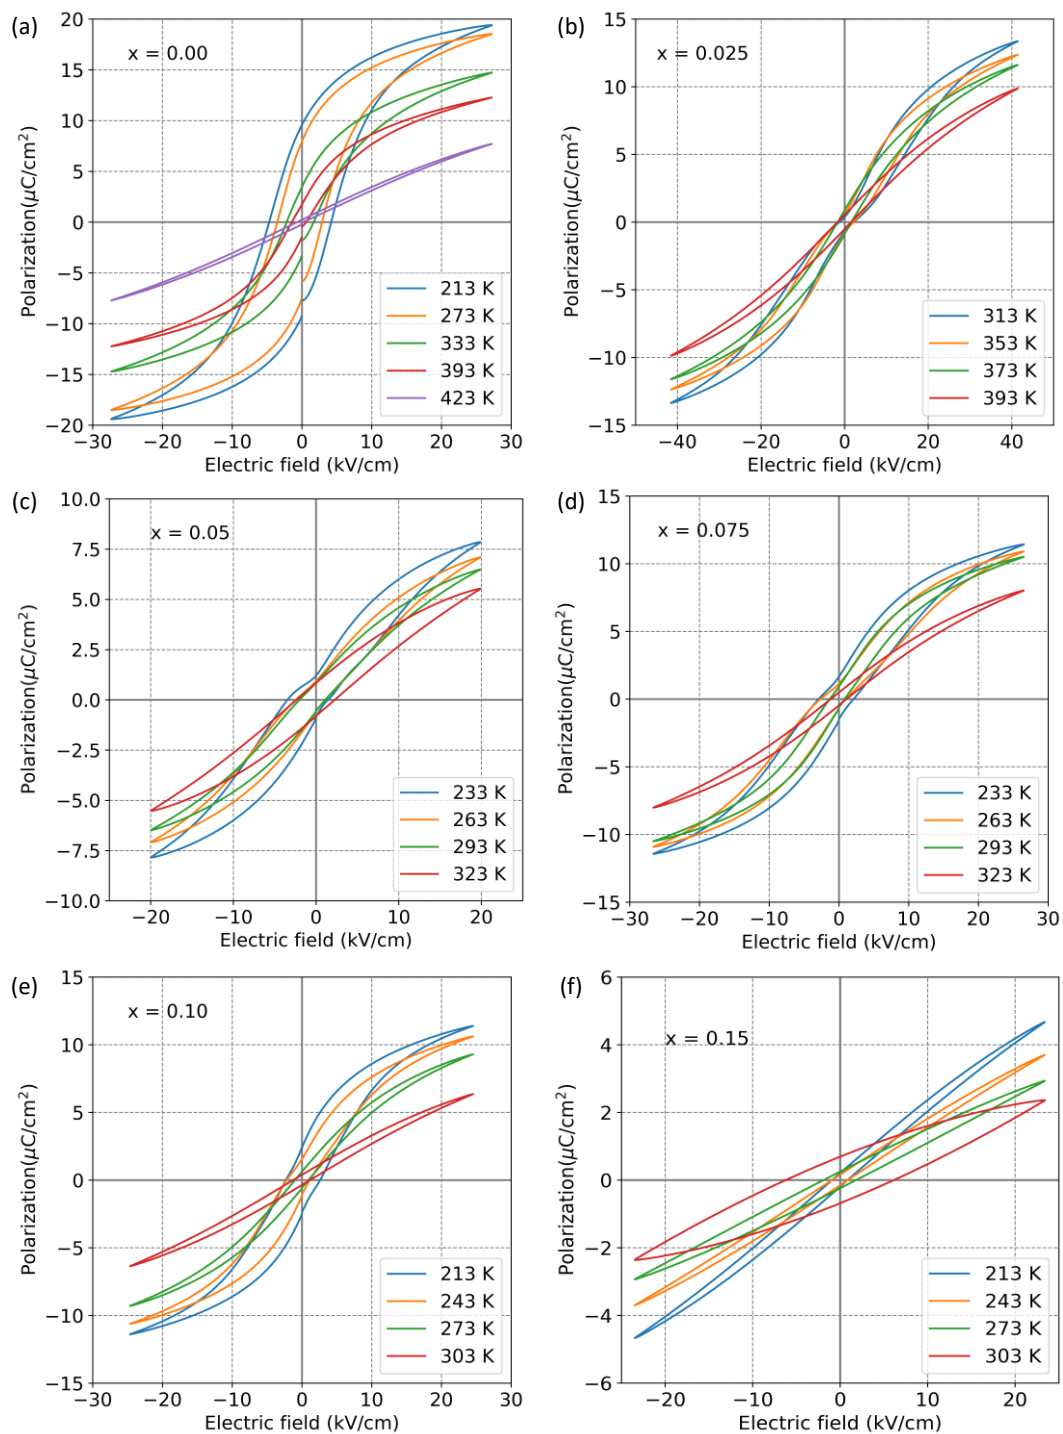 (a)
x = 0.00
Polarization(μC/cm²)
20
15
10
5
0
−5
−10
−15
−20
213 K
273 K
333 K
393 K
423 K
−30 −20 −10 0 10 20 30
Electric field (kV/cm)
(b)
x = 0.025
Polarization(μC/cm²)
15
10
5
0
−5
−10
−15
313 K
353 K
373 K
393 K
−40 −20 0 20 40
Electric field (kV/cm)
(c)
x = 0.05
Polarization(μC/cm²)
10.0
7.5
5.0
2.5
0.0
−2.5
−5.0
−7.5
−10.0
233 K
263 K
293 K
323 K
−20 −10 0 10 20
Electric field (kV/cm)
(d)
x = 0.075
Polarization(μC/cm²)
15
10
5
0
−5
−10
−15
233 K
263 K
293 K
323 K
−30 −20 −10 0 10 20 30
Electric field (kV/cm)
(e)
x = 0.10
Polarization(μC/cm²)
15
10
5
0
−5
−10
−15
213 K
243 K
273 K
303 K
−30 −20 −10 0 10 20 30
Electric field (kV/cm)
(f)
x = 0.15
Polarization(μC/cm²)
6
4
2
0
−2
−4
−6
213 K
243 K
273 K
303 K
−20 −10 0 10 20
Electric field (kV/cm)